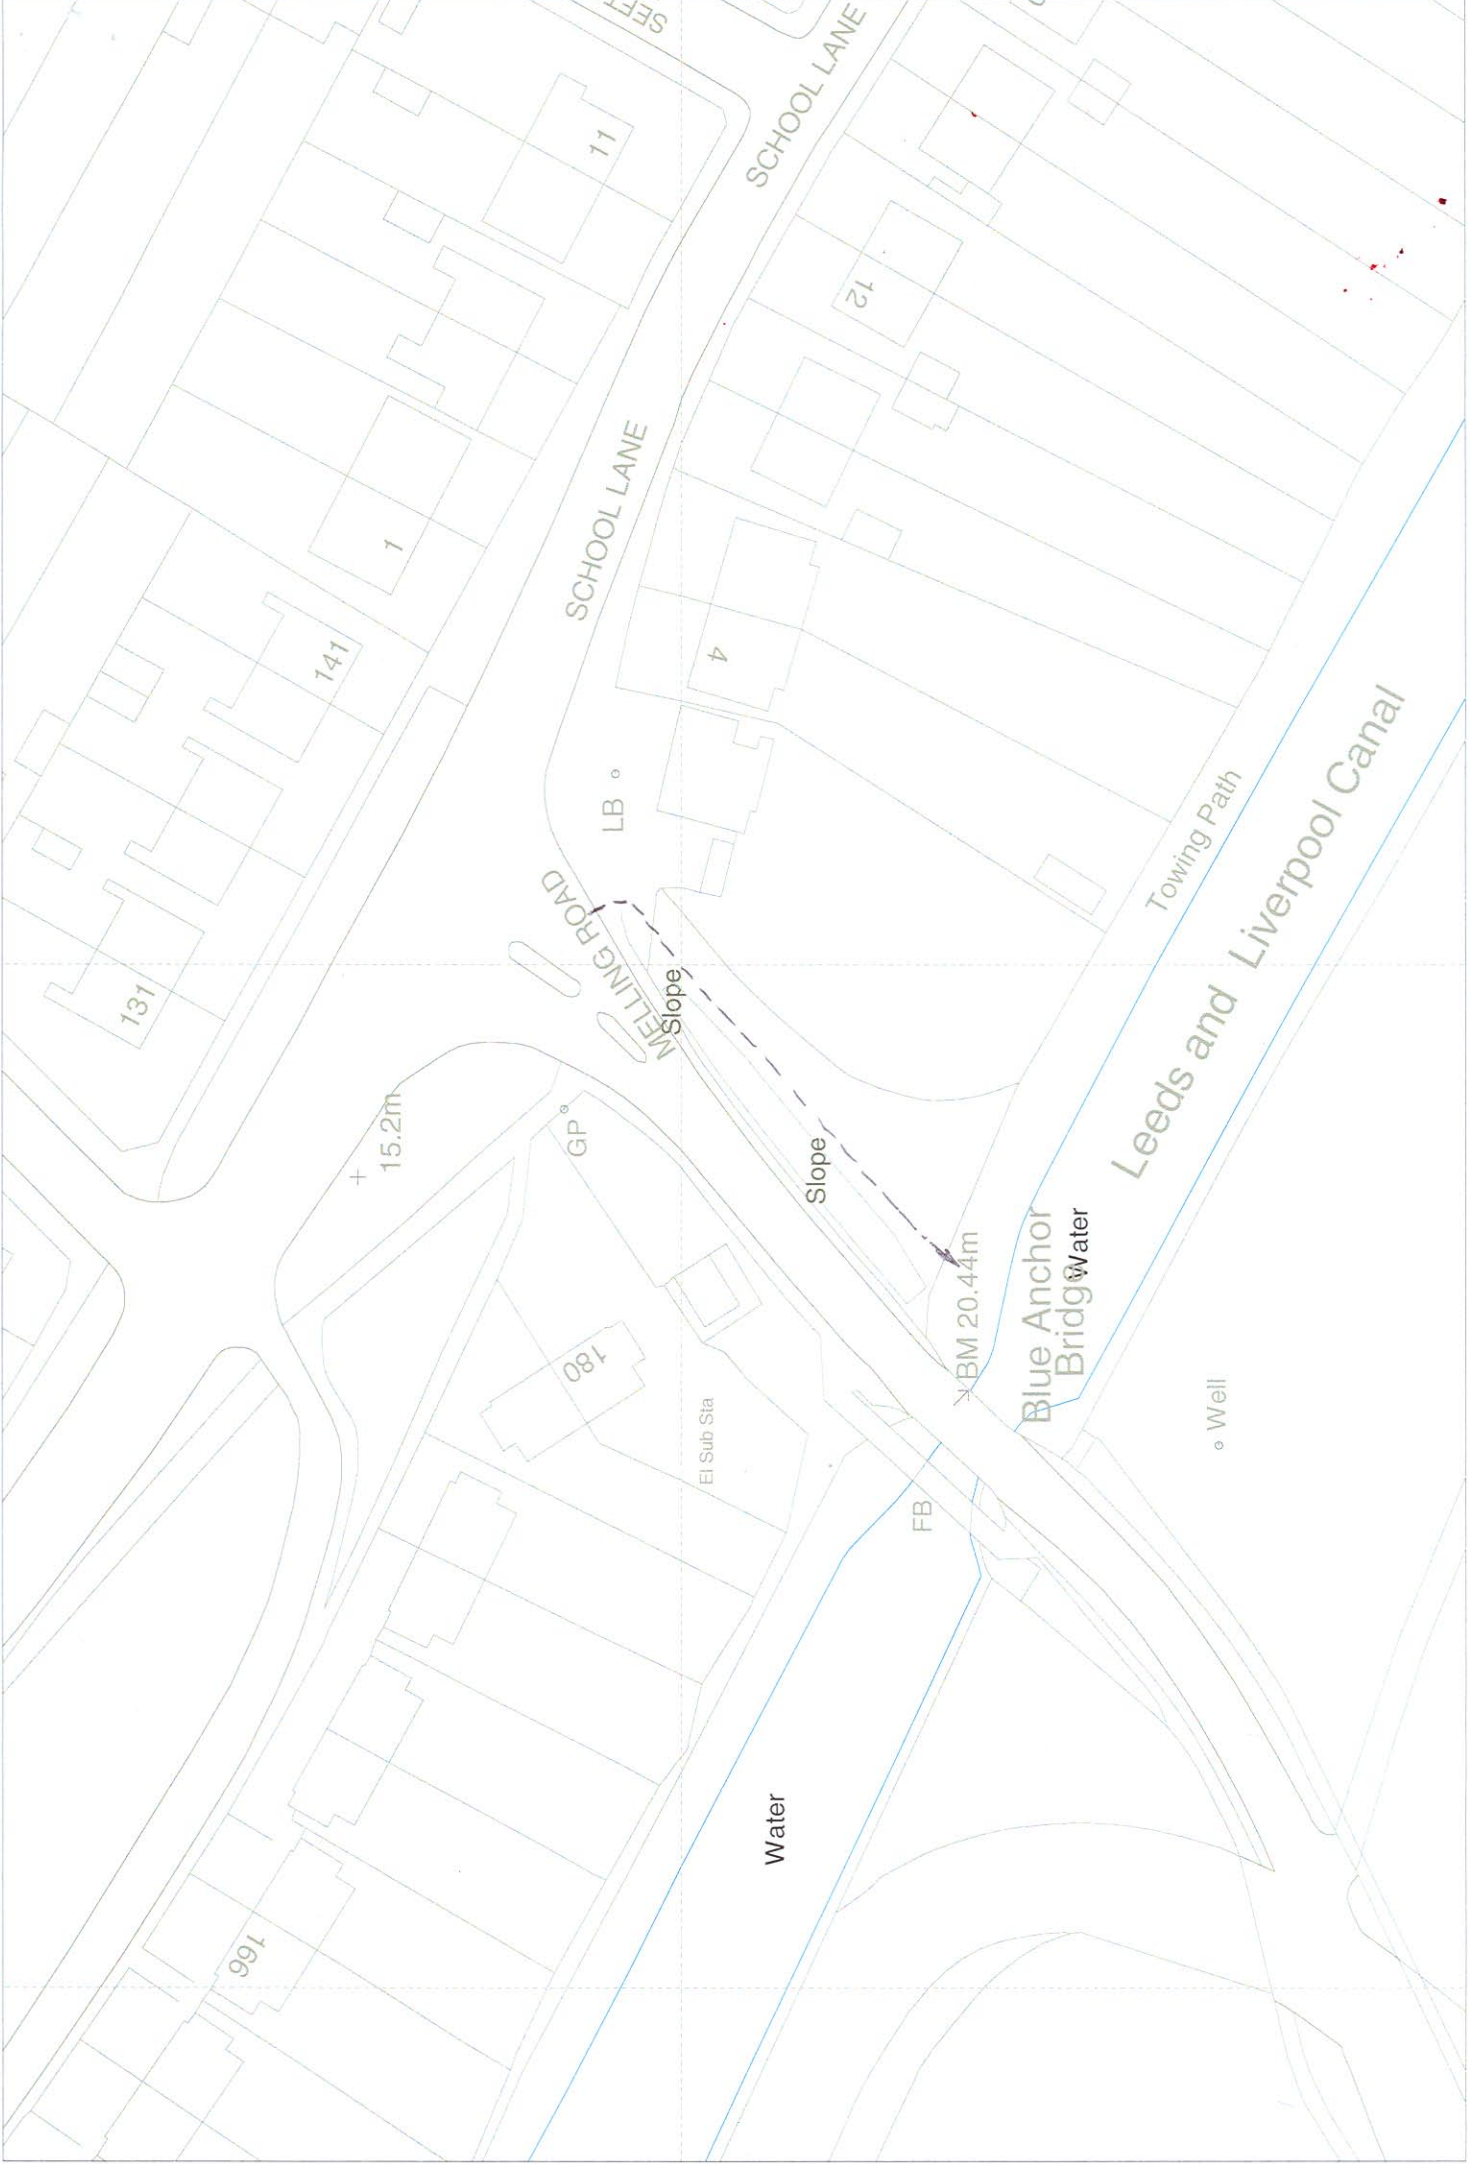 SEFT
SCHOOL LANE
11
12
SCHOOL LANE
1
141
4
LB
Towing Path
Leeds and Liverpool Canal
MELLING ROAD
131
Slope
15.2m
GP
Slope
BM 20.44m
Blue Anchor
Bridge
Water
180
El Sub Sta
Well
FB
Water
166